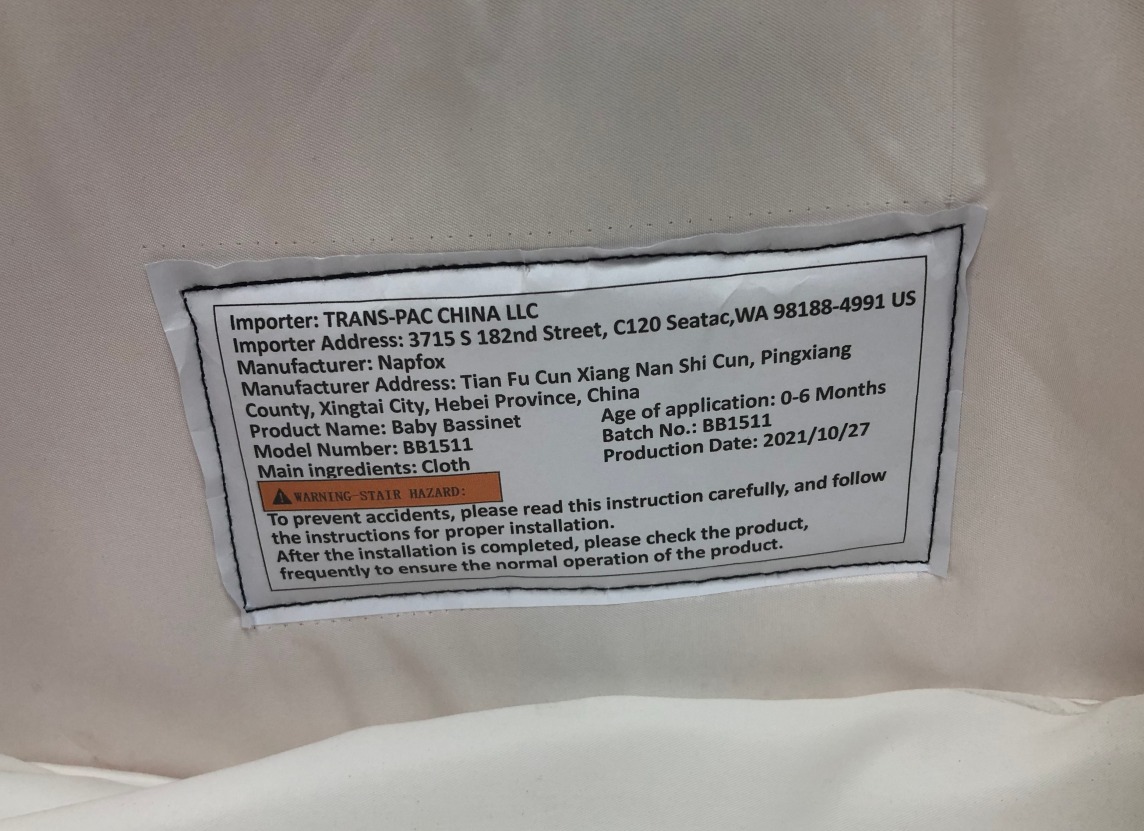 Importer: TRANS-PAC CHINA LLC
Importer Address: 3715 S 182nd Street, C120 Seatac,WA 98188-4991 US
Manufacturer: Napfox
Manufacturer Address: Tian Fu Cun Xiang Nan Shi Cun, Pingxiang
County, Xingtai City, Hebei Province, China
Product Name: Baby Bassinet
Model Number: BB1511
Main ingredients: Cloth
Age of application: 0-6 Months
Batch No.: BB1511
Production Date: 2021/10/27
WARNING-STAIR HAZARD:
To prevent accidents, please read this instruction carefully, and follow
the instructions for proper installation.
After the installation is completed, please check the product,
frequently to ensure the normal operation of the product.